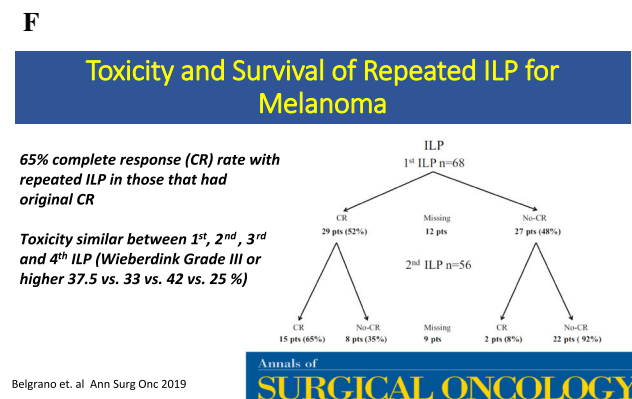 F
Toxicity and Survival of Repeated ILP for
Melanoma
65% complete response (CR) rate with
repeated ILP in those that had
original CR
Toxicity similar between 1st, 2nd , 3rd
and 4th ILP (Wieberdink Grade III or
higher 37.5 vs. 33 vs. 42 vs. 25 %)
ILP
1st ILP n=68
CR Missing No-CR
29 pts (52%) 12 pts 27 pts (48%)
2nd ILP n=56
CR No-CR Missing CR No-CR
15 pts (65%) 8 pts (35%) 9 pts 2 pts (8%) 22 pts ( 92%)
Annals of
SURGICAL ONCOLOGY
Belgrano et. al Ann Surg Onc 2019